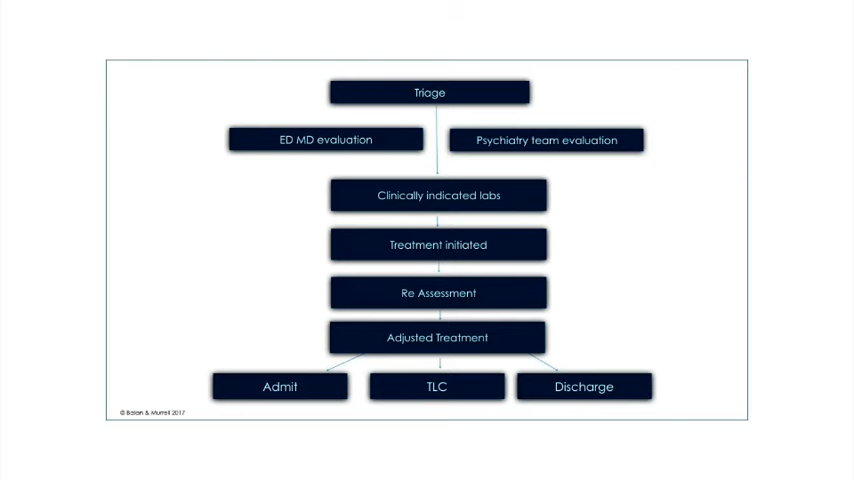 Triage
ED MD evaluation
Psychiatry team evaluation
Clinically indicated labs
Treatment initiated
Re Assessment
Adjusted Treatment
Admit
TLC
Discharge
© Balan & Murrell 2017